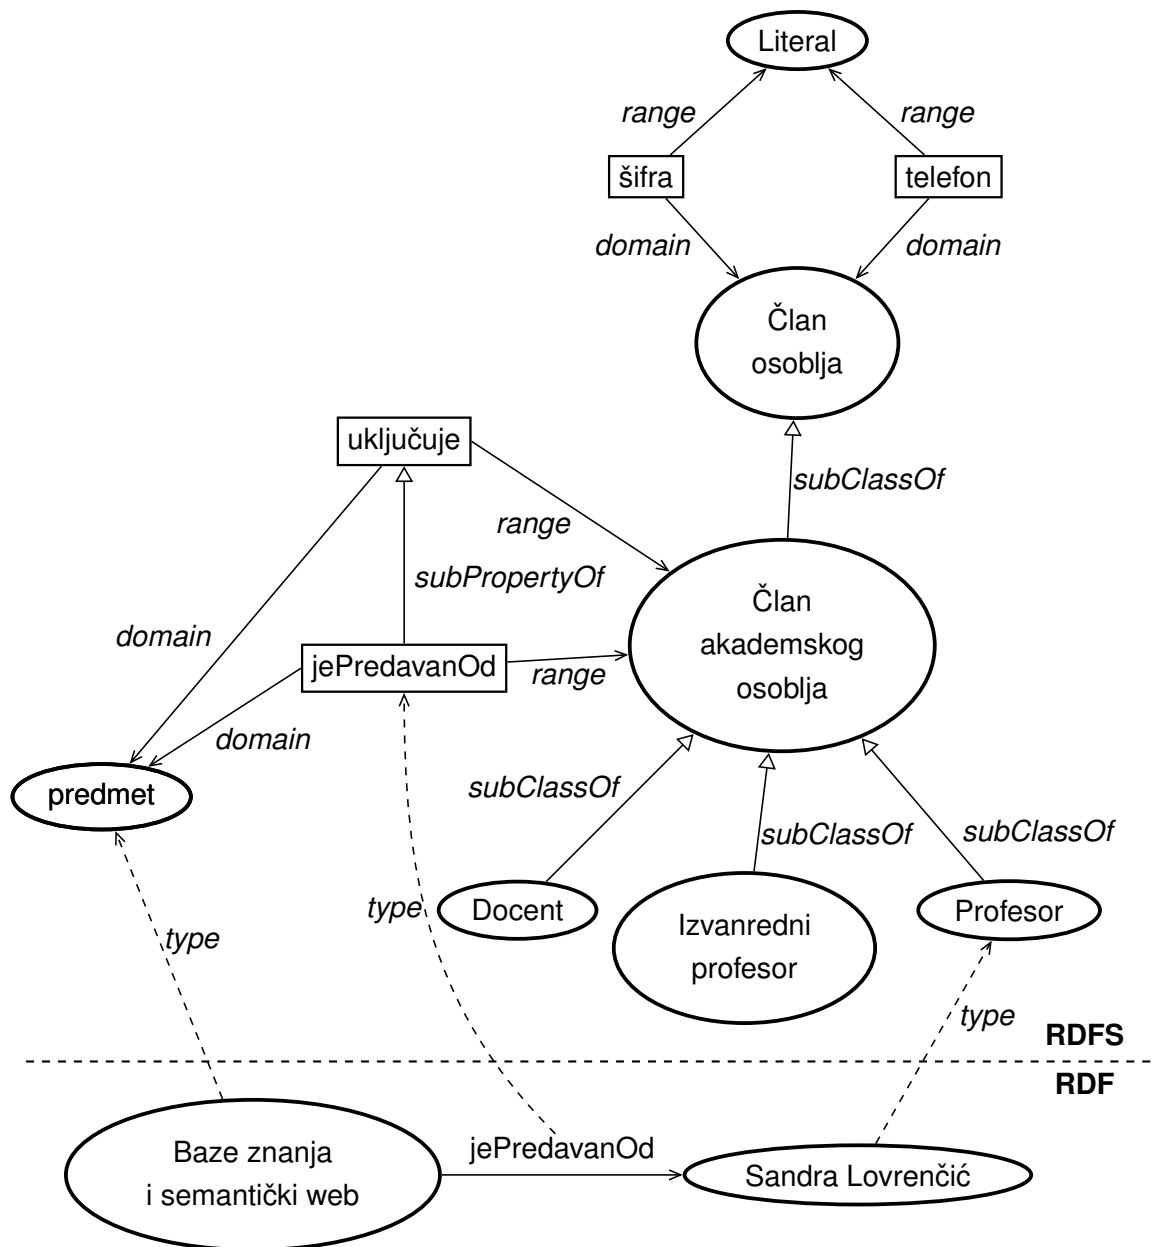 Literal
range
range
šifra
telefon
domain
domain
Član
osoblja
uključuje
subClassOf
range
subPropertyOf
Član
akademskog
osoblja
domain
jePredavanOd
range
domain
predmet
subClassOf
subClassOf
subClassOf
type
Docent
Izvanredni
profesor
Profesor
type
type
RDFS
RDF
Baze znanja
i semantički web
jePredavanOd
Sandra Lovrenčić